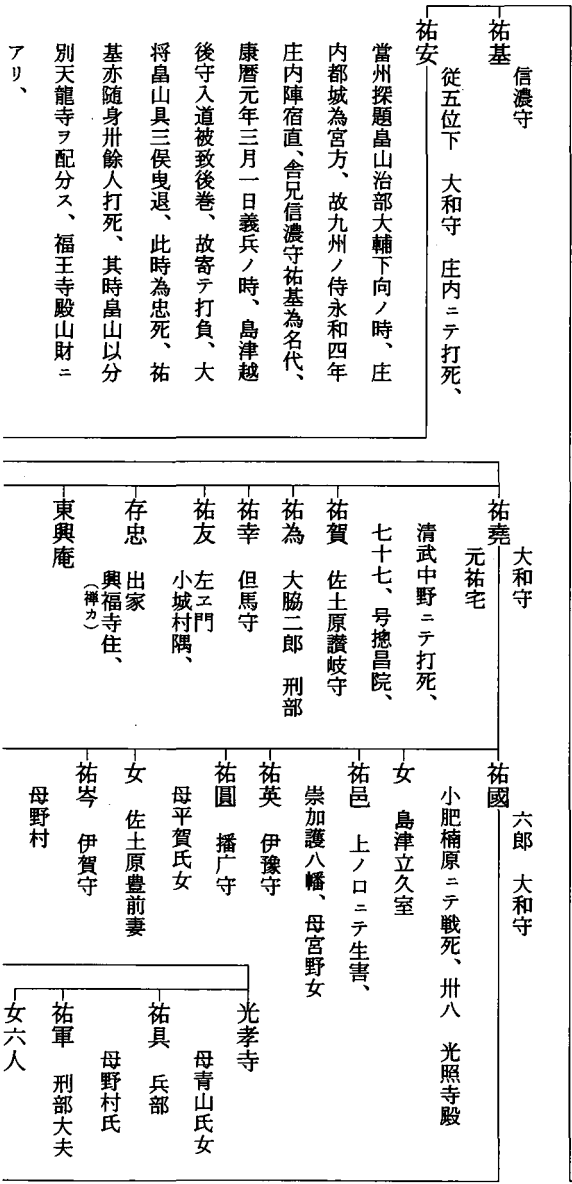 祐基　信濃守
祐安　従五位下　大和守　庄内ニテ打死、
當州探題畠山治部大輔下向ノ時、庄
内都城為宮方、故九州ノ侍永和四年
庄内陣宿直、舎兄信濃守祐基為名代、
康暦元年三月一日義兵ノ時、島津越
後守入道被致後巻、故寄テ打負、大
将畠山具三俣曳退、此時為忠死、祐
基亦随身卅餘人打死、其時畠山以分
別天龍寺ヲ配分ス、福王寺殿山財ニ
アリ、
祐堯　大和守
元祐宅
清武中野ニテ打死、
七十七、号摠昌院、
祐賀　佐土原讃岐守
祐為　大脇二郎　刑部
祐幸　但馬守
祐友　左ヱ門
小城村隅、
存忠　出家
興福寺住、
（禅カ）
東興庵
祐國　六郎　大和守
小肥楠原ニテ戦死、卅八　光照寺殿
女　島津立久室
祐邑　上ノ口ニテ生害、
崇加護八幡、母宮野女
祐英　伊豫守
祐圓　播广守
母平賀氏女
女　佐土原豊前妻
祐岑　伊賀守
母野村
光孝寺
母青山氏女
祐具　兵部
母野村氏
祐軍　刑部大夫
女六人